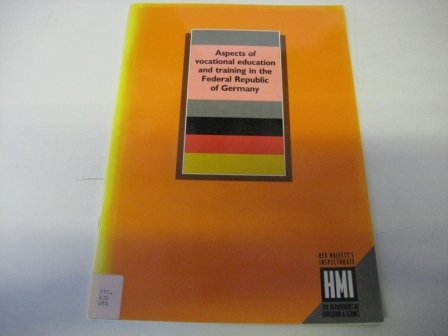 Aspects of
vocational education
and training in the
Federal Republic
of Germany
HER MAJESTY'S
INSPECTORATE
HMI
THE DEPARTMENT OF
EDUCATION & SCIENCE